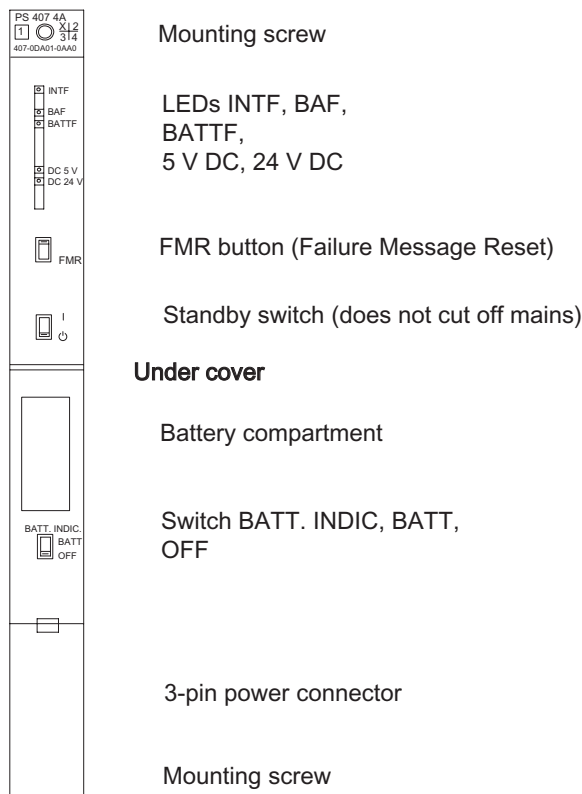 PS 407 4A
1 X 2
3 4
407-0DA01-0AA0
Mounting screw
INTF
BAF
BATTF
DC 5 V
DC 24 V
LEDs INTF, BAF,
BATTF,
5 V DC, 24 V DC
FMR
FMR button (Failure Message Reset)
I
Standby switch (does not cut off mains)
Under cover
Battery compartment
BATT. INDIC.
BATT
OFF
Switch BATT. INDIC, BATT,
OFF
3-pin power connector
Mounting screw